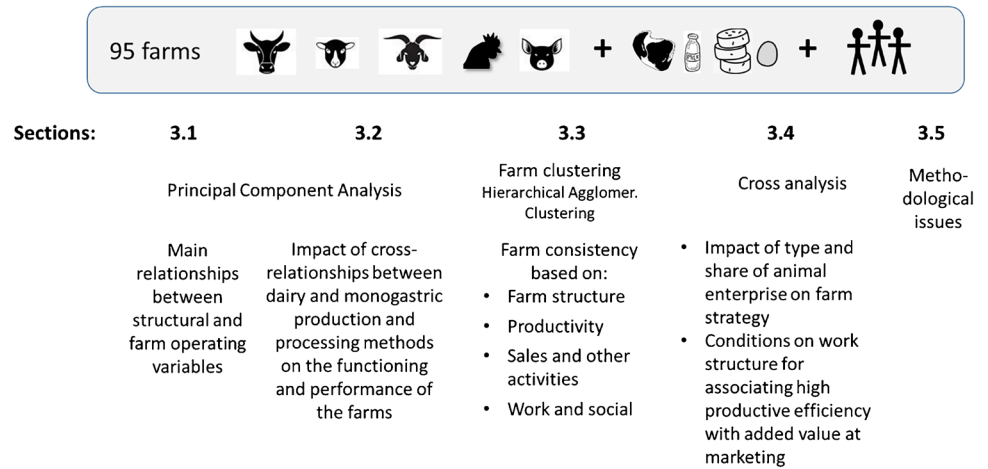 95 farms + +
Sections: 3.1 3.2 3.3 3.4 3.5
Principal Component Analysis
Farm clustering
Hierarchical Agglomer.
Clustering
Cross analysis
Metho-
dological
issues
Main
relationships
between
structural and
farm operating
variables
Impact of cross-
relationships between
dairy and monogastric
production and
processing methods
on the functioning
and performance of
the farms
Farm consistency
based on:
• Farm structure
• Productivity
• Sales and other
activities
• Work and social
• Impact of type and
share of animal
enterprise on farm
strategy
• Conditions on work
structure for
associating high
productive efficiency
with added value at
marketing